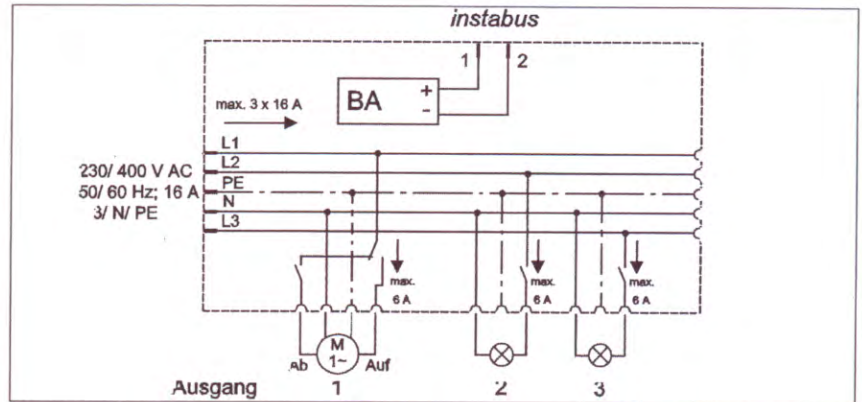 instabus
1 2
BA + -
max. 3 x 16 A
L1
L2
230/ 400 V AC
PE
50/ 60 Hz; 16 A
N
3/ N/ PE
L3
max. max. max.
6 A 6 A 6 A
M
1~
Ab Auf
Ausgang 1 2 3